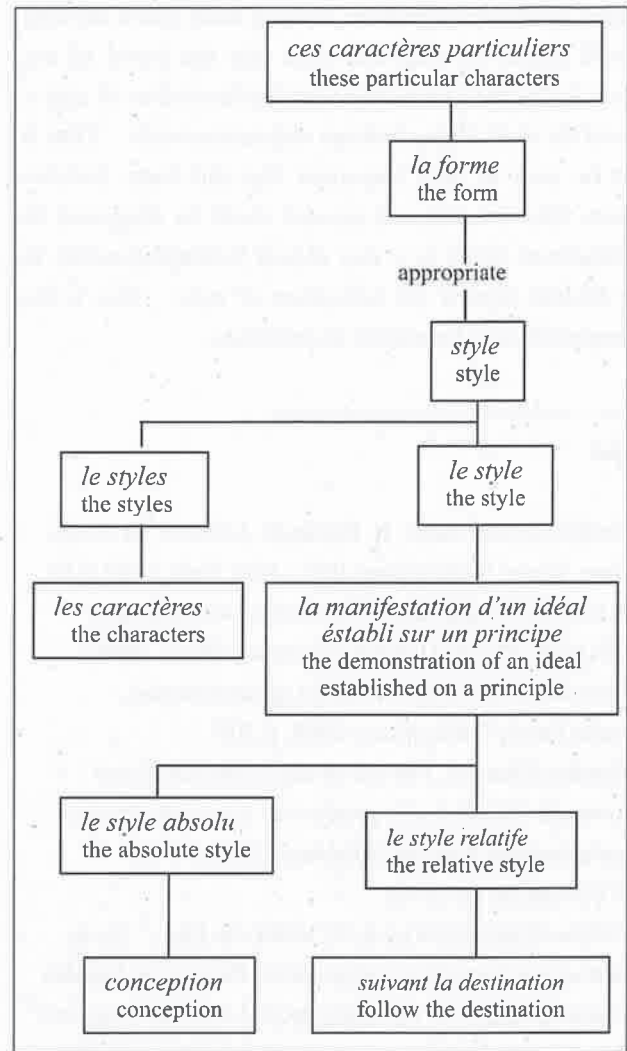 ces caractères particuliers
these particular characters
la forme
the form
appropriate
style
style
le styles
the styles
le style
the style
les caractères
the characters
la manifestation d'un idéal
éstabli sur un principe
the demonstration of an ideal
established on a principle
le style absolu
the absolute style
le style relatife
the relative style
conception
conception
suivant la destination
follow the destination